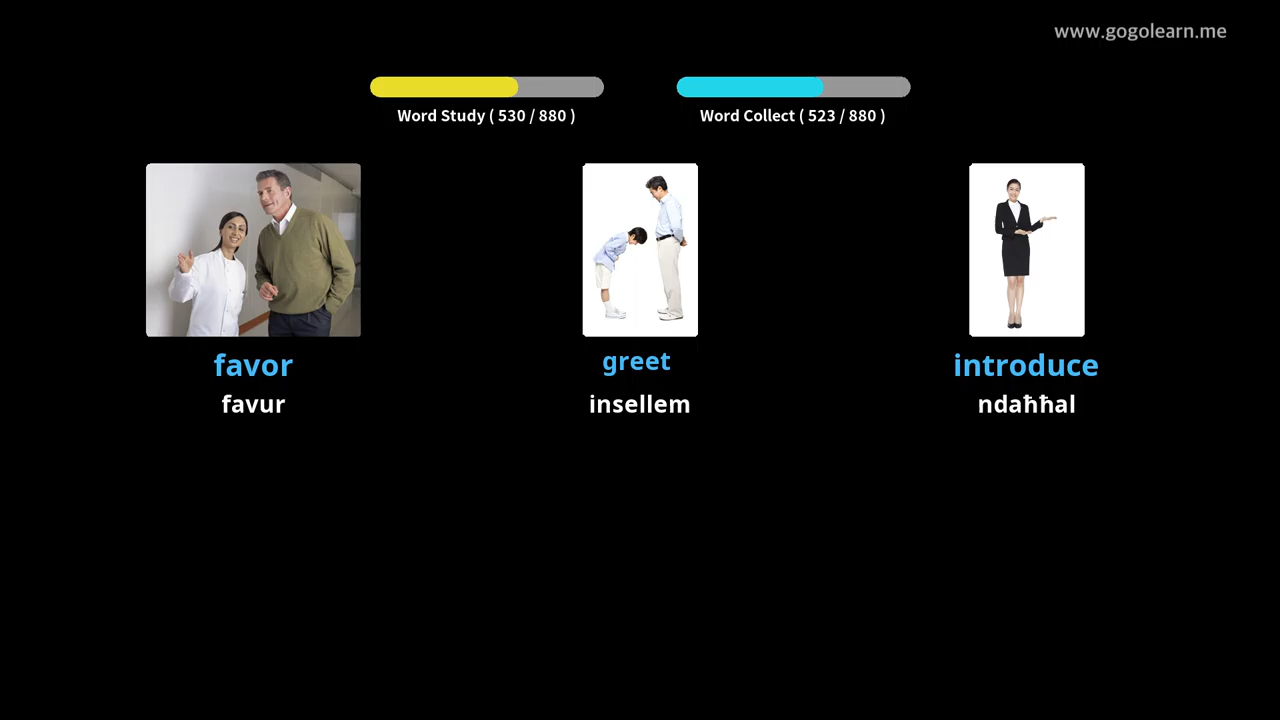 www.gogolearn.me
Word Study ( 530 / 880 )
Word Collect ( 523 / 880 )
favor
greet
introduce
favur
insellem
ndaħħal